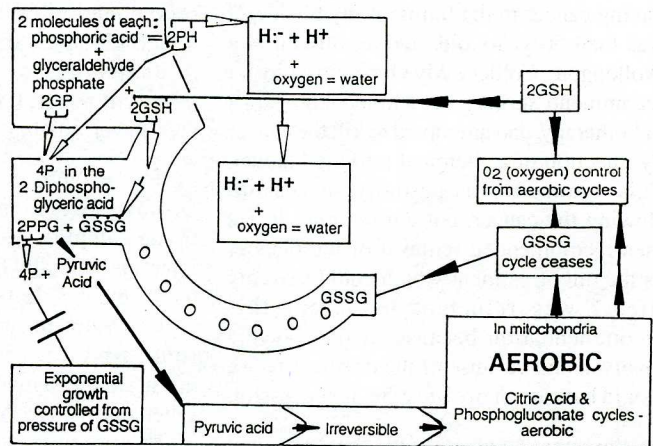 2 molecules of each:
phosphoric acid = 2PH
+
glyceraldehyde
phosphate
2GP
+
2GSH
H:- + H+
+
oxygen = water
2GSH
4P in the
2 Diphospho-
glyceric acid
H:- + H+
+
oxygen = water
O2 (oxygen) control
from aerobic cycles
2PPG + GSSG
4P +
Pyruvic
Acid
GSSG
cycle ceases
GSSG
In mitochondria
AEROBIC
Citric Acid &
Phosphogluconate cycles -
aerobic
Exponential
growth
controlled from
pressure of GSSG
Pyruvic acid
Irreversible